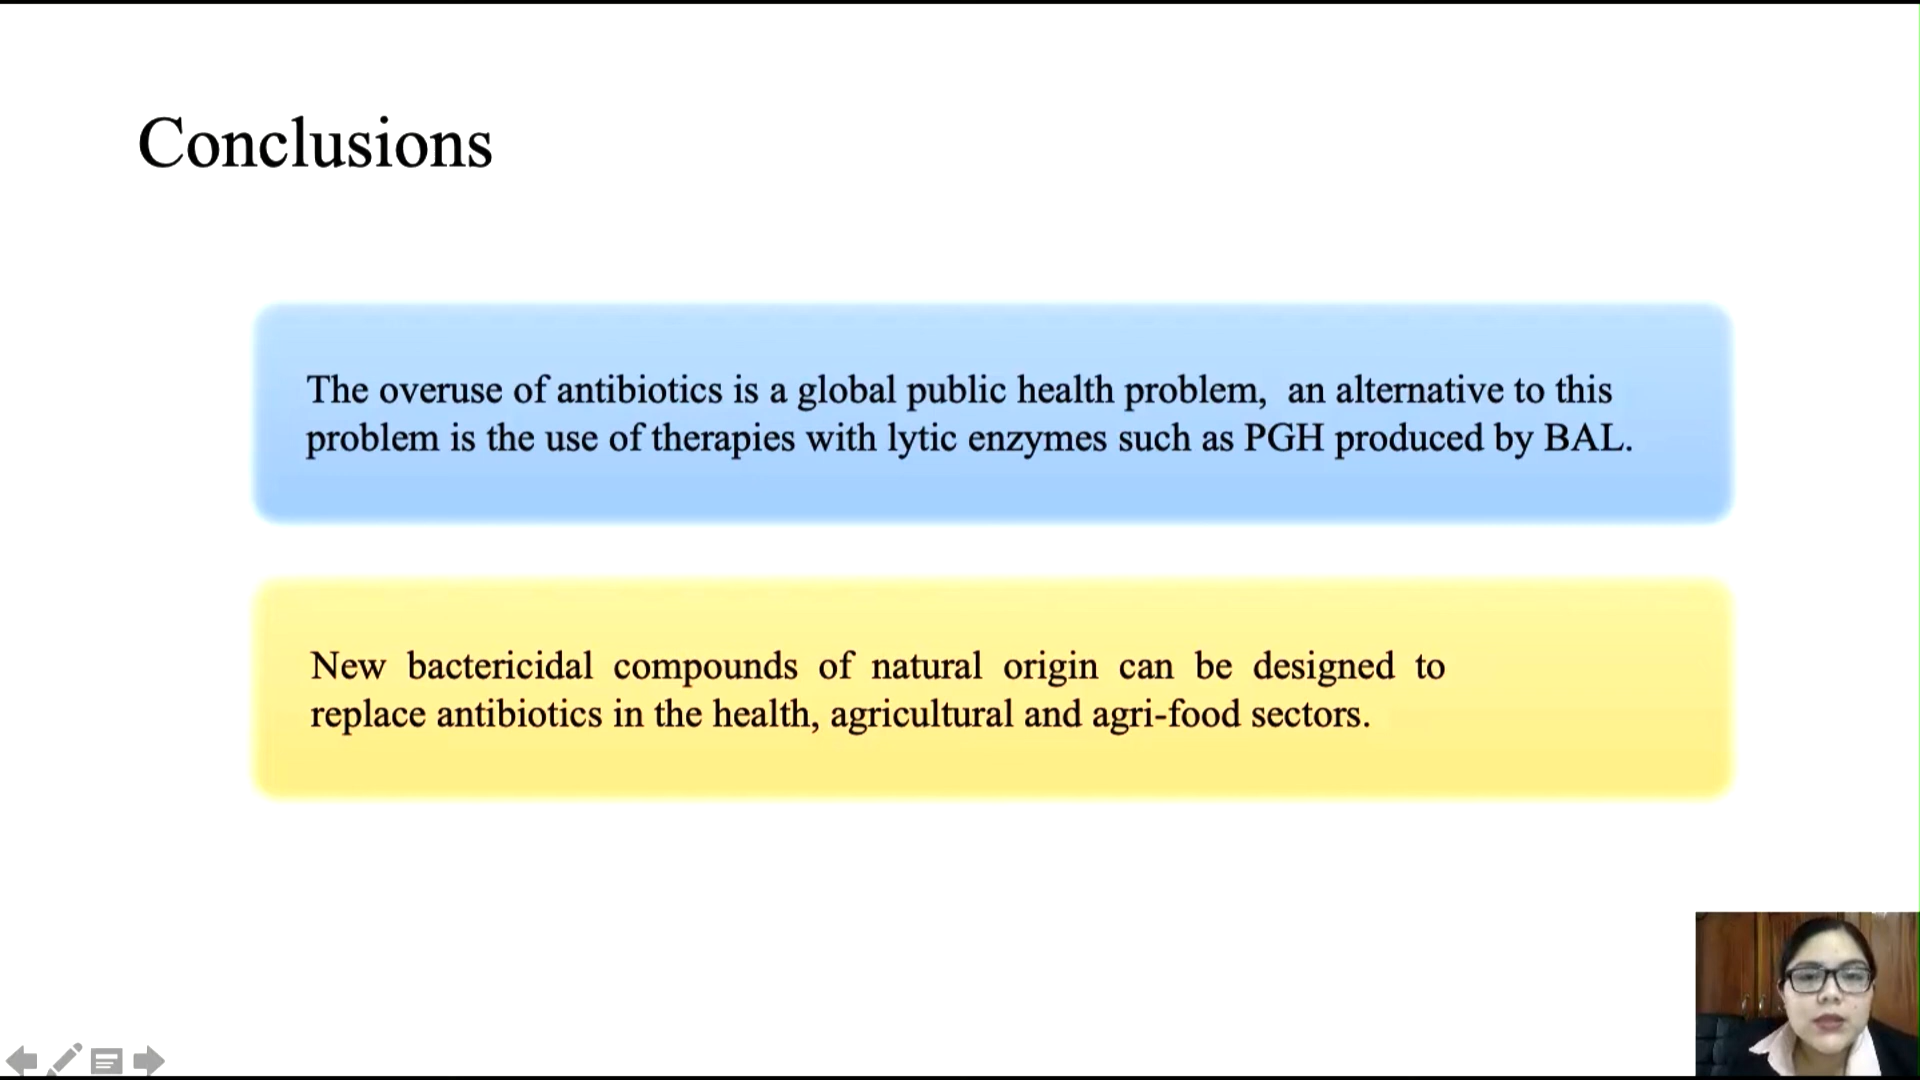 Conclusions
The overuse of antibiotics is a global public health problem,  an alternative to this
problem is the use of therapies with lytic enzymes such as PGH produced by BAL.
New bactericidal compounds of natural origin can be designed to
replace antibiotics in the health, agricultural and agri-food sectors.